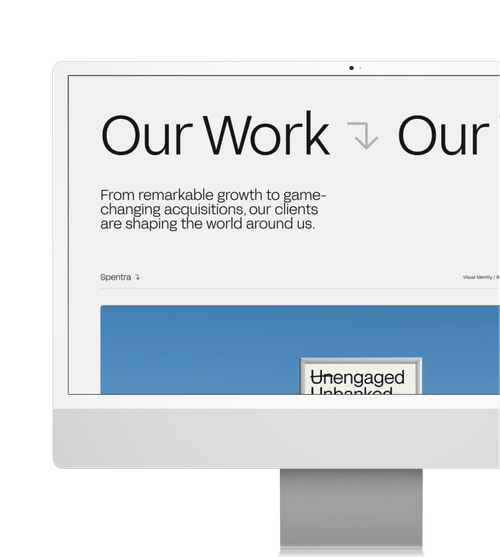 Our Work ↴ Our
From remarkable growth to game-
changing acquisitions, our clients
are shaping the world around us.
Spentra ↴
Visual Identity /
Unengaged
Unbanked